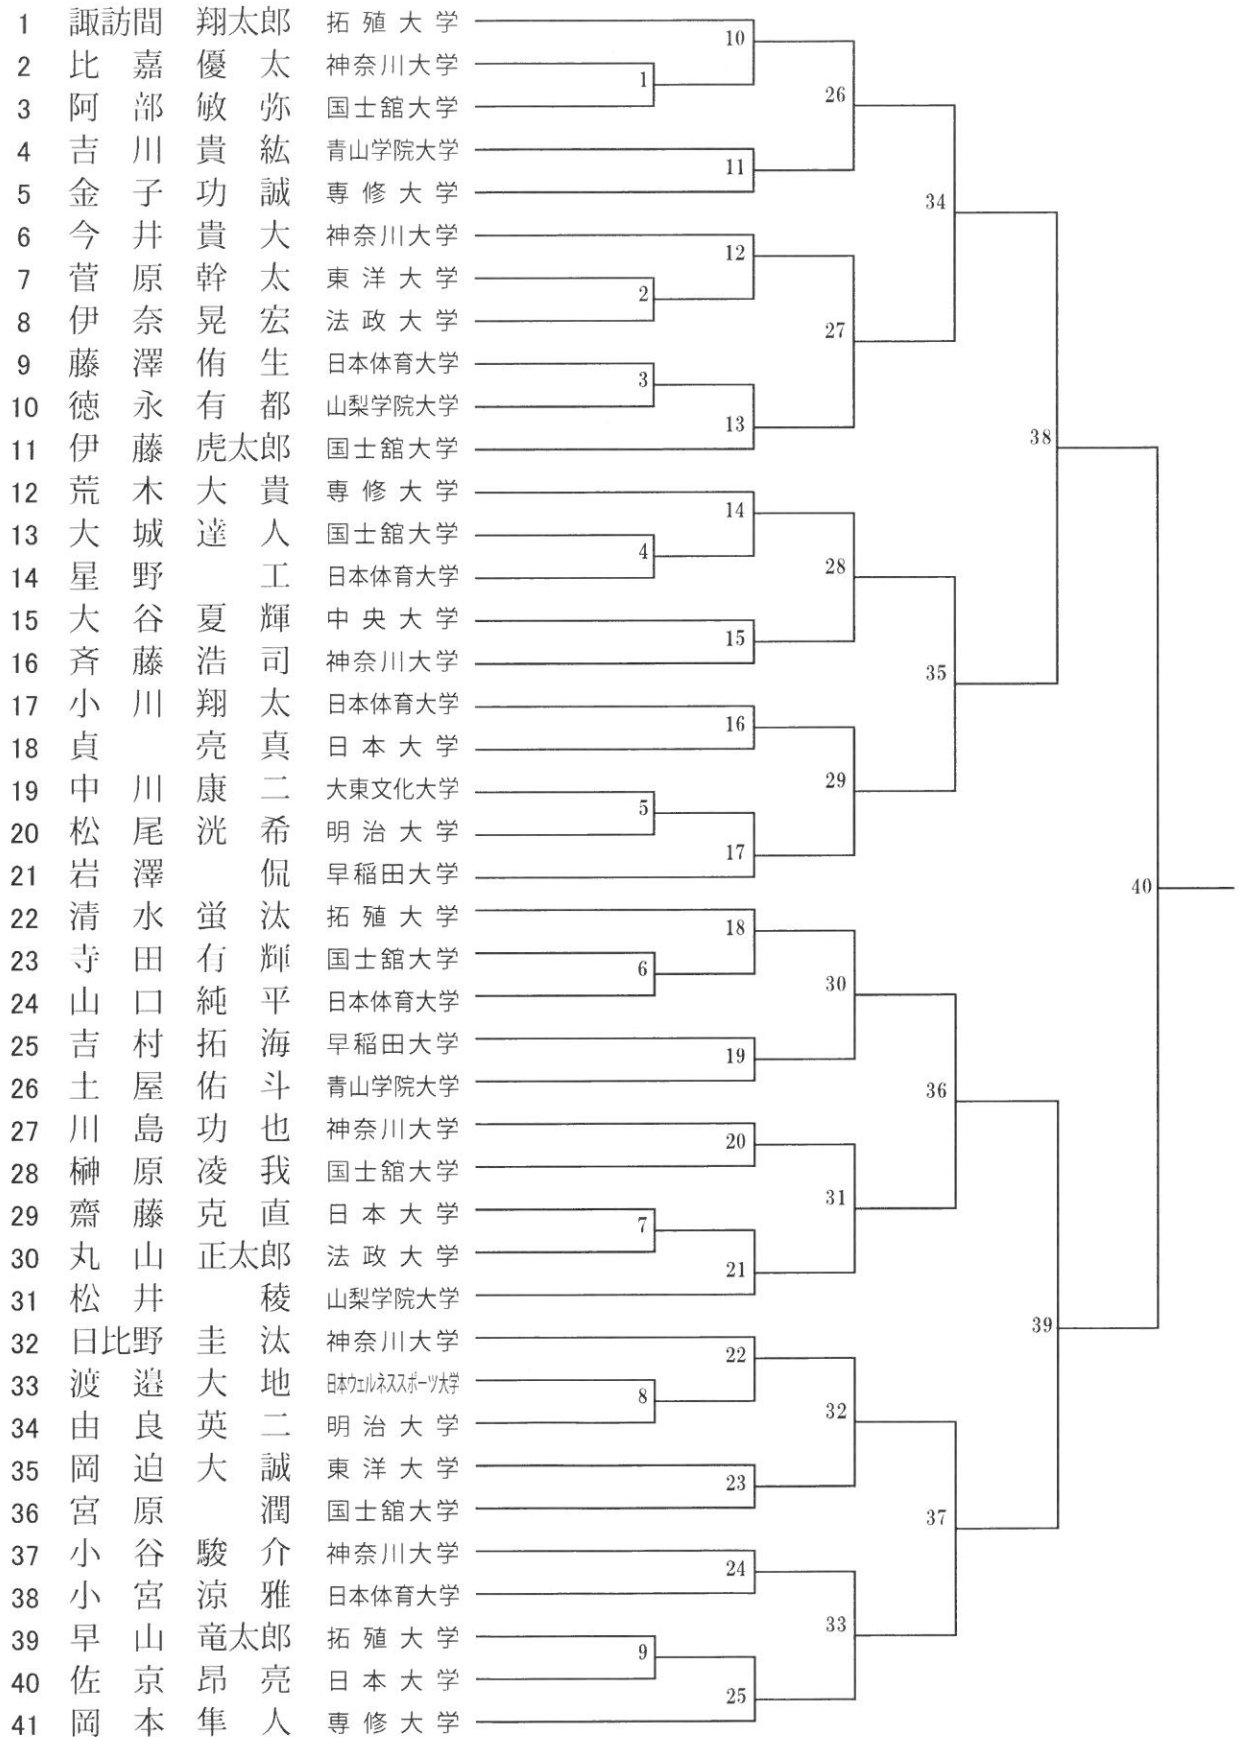 1 諏訪間 翔太郎 拓殖大学 10
2 比嘉優太 神奈川大学 1
3 阿部敏弥 国士舘大学 26
4 吉川貴紘 青山学院大学 11
5 金子功誠 専修大学 34
6 今井貴大 神奈川大学 12
7 菅原幹太 東洋大学 2
8 伊奈晃宏 法政大学 27
9 藤澤侑生 日本体育大学 3
10 徳永有都 山梨学院大学 13
11 伊藤虎太郎 国士舘大学 38
12 荒木大貴 専修大学 14
13 大城達人 国士舘大学 4
14 星野 工 日本体育大学 28
15 大谷夏輝 中央大学 15
16 斉藤浩司 神奈川大学 35
17 小川翔太 日本体育大学 16
18 貞 亮真 日本大学
19 中川康二 大東文化大学 5 29
20 松尾洸希 明治大学 17
21 岩澤 侃 早稲田大学 40
22 清水蛍汰 拓殖大学 18
23 寺田有輝 国士舘大学 6
24 山口純平 日本体育大学 30
25 吉村拓海 早稲田大学 19
26 土屋佑斗 青山学院大学 36
27 川島功也 神奈川大学 20
28 榊原凌我 国士舘大学
29 齋藤克直 日本大学 7 31
30 丸山正太郎 法政大学 21
31 松井 稜 山梨学院大学 39
32 日比野圭汰 神奈川大学 22
33 渡邉大地 日本ウェルネススポーツ大学 8
34 由良英二 明治大学 32
35 岡迫大誠 東洋大学 23
36 宮原 潤 国士舘大学 37
37 小谷駿介 神奈川大学 24
38 小宮涼雅 日本体育大学
39 早山竜太郎 拓殖大学 9 33
40 佐京昂亮 日本大学 25
41 岡本隼人 専修大学